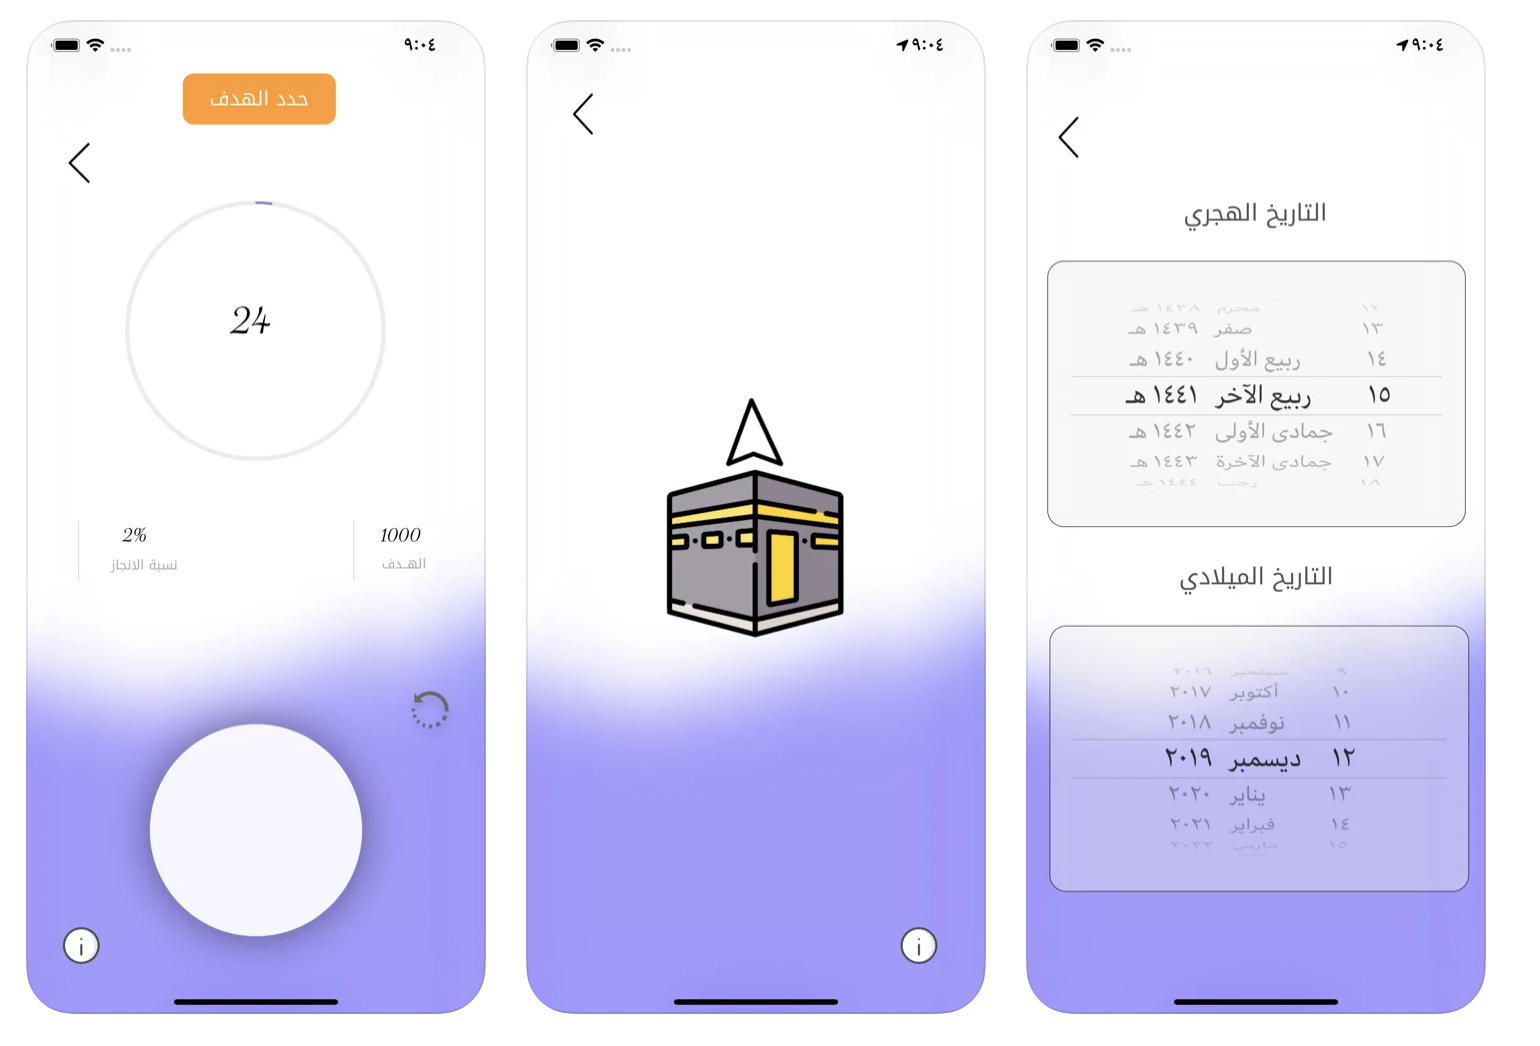 ٩:٠٤
حدد الهدف
24
1000
الهـدف
2%
نسبة الانجاز
٩:٠٤
٩:٠٤
التاريخ الهجري
١٢ محرم ١٤٣٨ هـ
١٣ صفر ١٤٣٩ هـ
١٤ ربيع الأول ١٤٤٠ هـ
١٥ ربيع الآخر ١٤٤١ هـ
١٦ جمادى الأولى ١٤٤٢ هـ
١٧ جمادى الآخرة ١٤٤٣ هـ
١٨ رجب ١٤٤٤ هـ
التاريخ الميلادي
٩ سبتمبر ٢٠١٦
١٠ أكتوبر ٢٠١٧
١١ نوفمبر ٢٠١٨
١٢ ديسمبر ٢٠١٩
١٣ يناير ٢٠٢٠
١٤ فبراير ٢٠٢١
١٥ مارس ٢٠٢٢